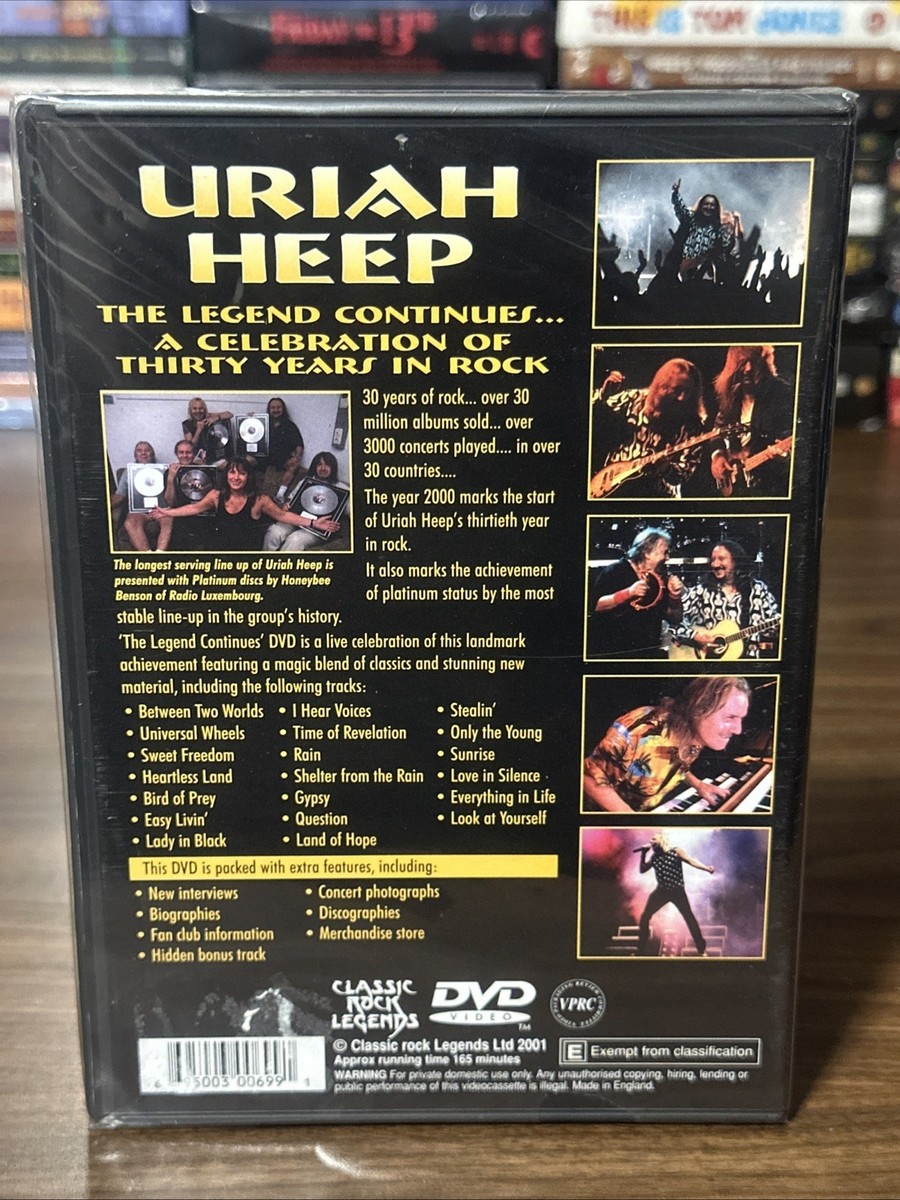 FRIDAY THE 13th
THIS IS TOM JONES
URIAH
HEEP
THE LEGEND CONTINUES...
A CELEBRATION OF
THIRTY YEARS IN ROCK
30 years of rock... over 30
million albums sold... over
3000 concerts played.... in over
30 countries....
The year 2000 marks the start
of Uriah Heep's thirtieth year
in rock.
The longest serving line up of Uriah Heep is
presented with Platinum discs by Honeybee
Benson of Radio Luxembourg.
It also marks the achievement
of platinum status by the most
stable line-up in the group's history.
'The Legend Continues' DVD is a live celebration of this landmark
achievement featuring a magic blend of classics and stunning new
material, including the following tracks:
• Between Two Worlds
• Universal Wheels
• Sweet Freedom
• Heartless Land
• Bird of Prey
• Easy Livin'
• Lady in Black
• I Hear Voices
• Time of Revelation
• Rain
• Shelter from the Rain
• Gypsy
• Question
• Land of Hope
• Stealin'
• Only the Young
• Sunrise
• Love in Silence
• Everything in Life
• Look at Yourself
This DVD is packed with extra features, including:
• New interviews
• Biographies
• Fan club information
• Hidden bonus track
• Concert photographs
• Discographies
• Merchandise store
CLASSIC
ROCK
LEGENDS
DVD
VIDEO
TM
VPRC
© Classic rock Legends Ltd 2001
Approx running time 165 minutes
E Exempt from classification
WARNING For private domestic use only. Any unauthorised copying, hiring, lending or
public performance of this videocassette is illegal. Made in England.